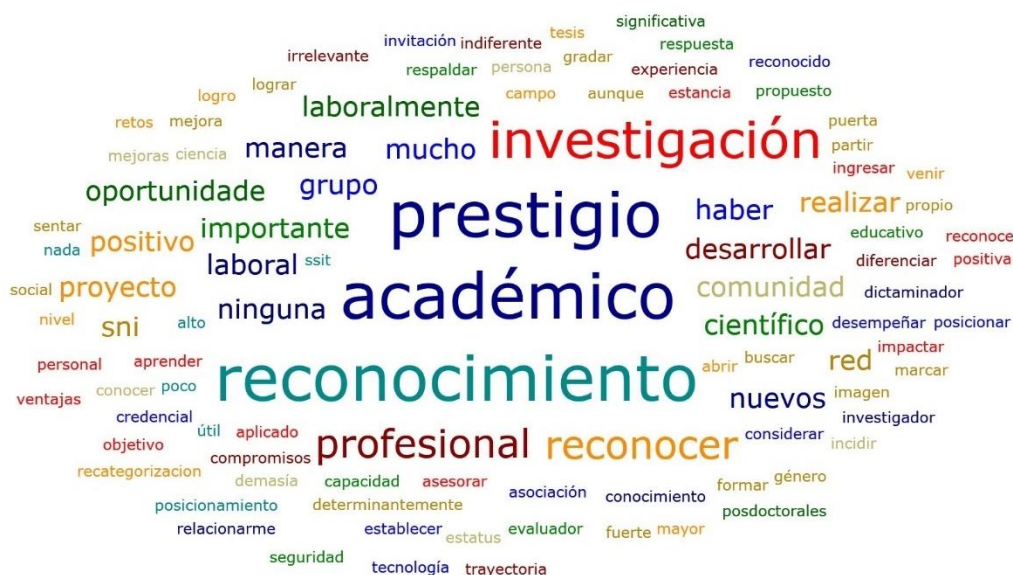 significativa
tesis
invitación indiferente respuesta
irrelevante gradar reconocido
respaldar persona experiencia
lograr campo aunque estancia propuesto
logro laboralmente
retos mejora investigación puerta
manera mucho partir
mejoras ciencia ingresar venir
oportunidade grupo prestigio haber realizar propio
sentar importante educativo reconoce
nada positivo desarrollar diferenciar positiva
laboral ssit
social proyecto académico comunidad dictaminador
ninguna
nivel sni alto científico desempeñar posicionar
personal aprender abrir buscar red impactar
ventajas conocer poco reconocimiento marcar
imagen
credencial nuevos investigador
útil aplicado
objetivo profesional reconocer considerar incidir
compromisos
recategorizacion género
demasía capacidad asesorar formar
asociación conocimiento
posicionamiento determinantemente posdoctorales
relacionarme establecer estatus evaluador fuerte mayor
seguridad
tecnología trayectoria